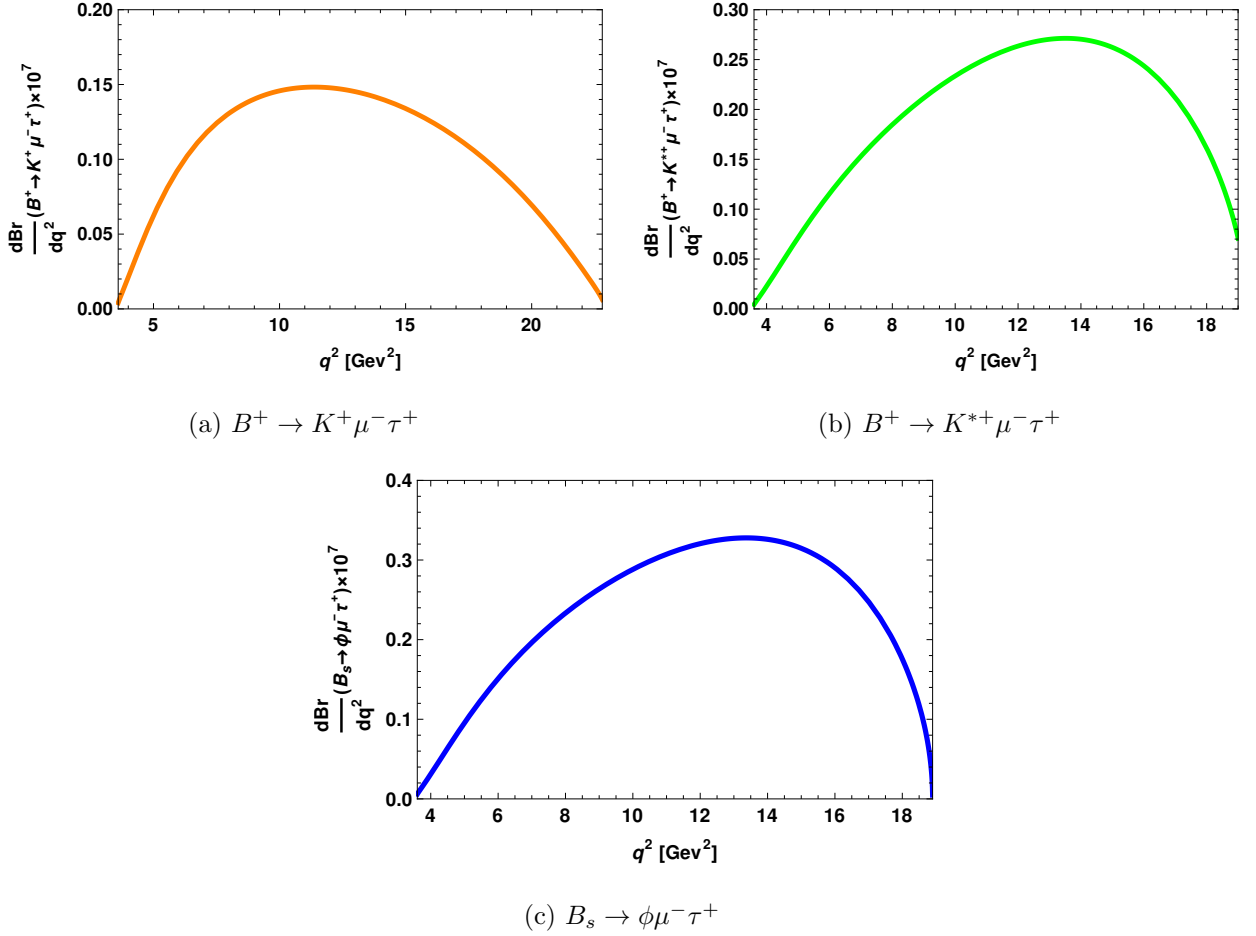 0.20
0.15
0.10
0.05
0.00
dBr/dq² (B⁺→K⁺μ⁻τ⁺)×10⁷
5 10 15 20
q² [Gev²]
(a) B⁺ → K⁺μ⁻τ⁺
0.30
0.25
0.20
0.15
0.10
0.05
0.00
dBr/dq² (B⁺→K*⁺μ⁻τ⁺)×10⁷
4 6 8 10 12 14 16 18
q² [Gev²]
(b) B⁺ → K*⁺μ⁻τ⁺
0.4
0.3
0.2
0.1
0.0
dBr/dq² (Bₛ→ϕμ⁻τ⁺)×10⁷
4 6 8 10 12 14 16 18
q² [Gev²]
(c) Bₛ → ϕμ⁻τ⁺